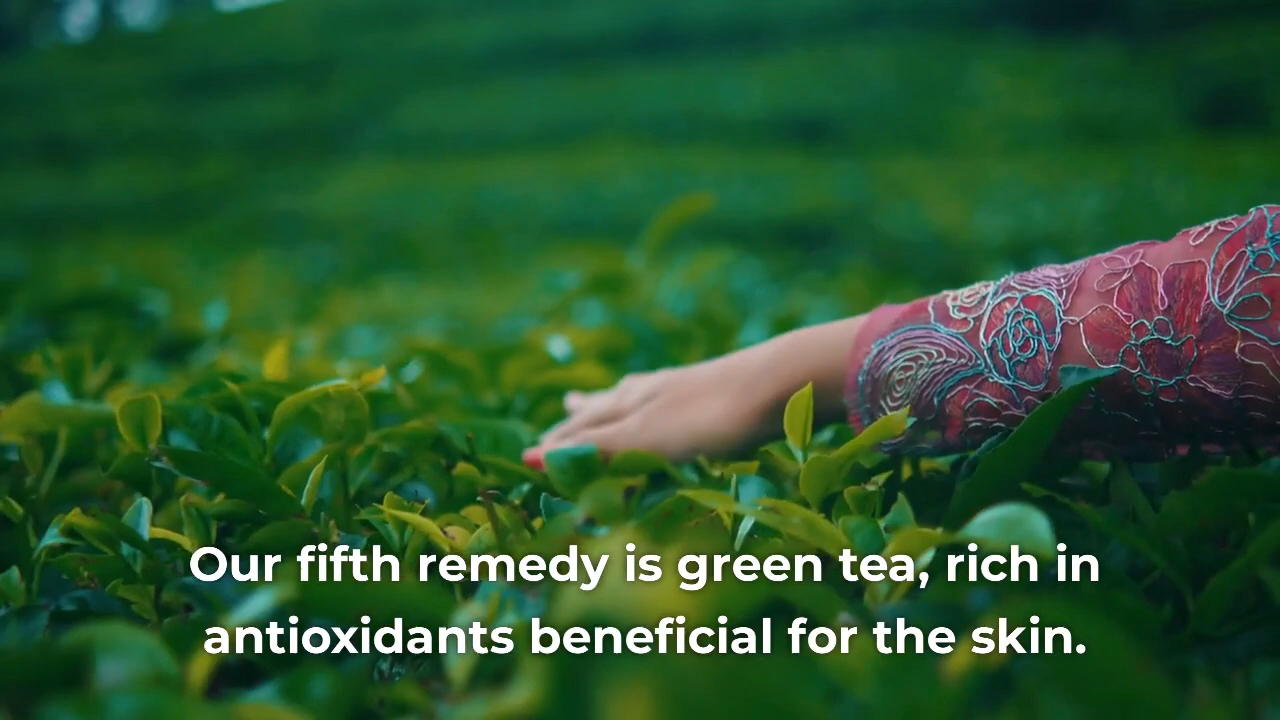 Our fifth remedy is green tea, rich in
antioxidants beneficial for the skin.